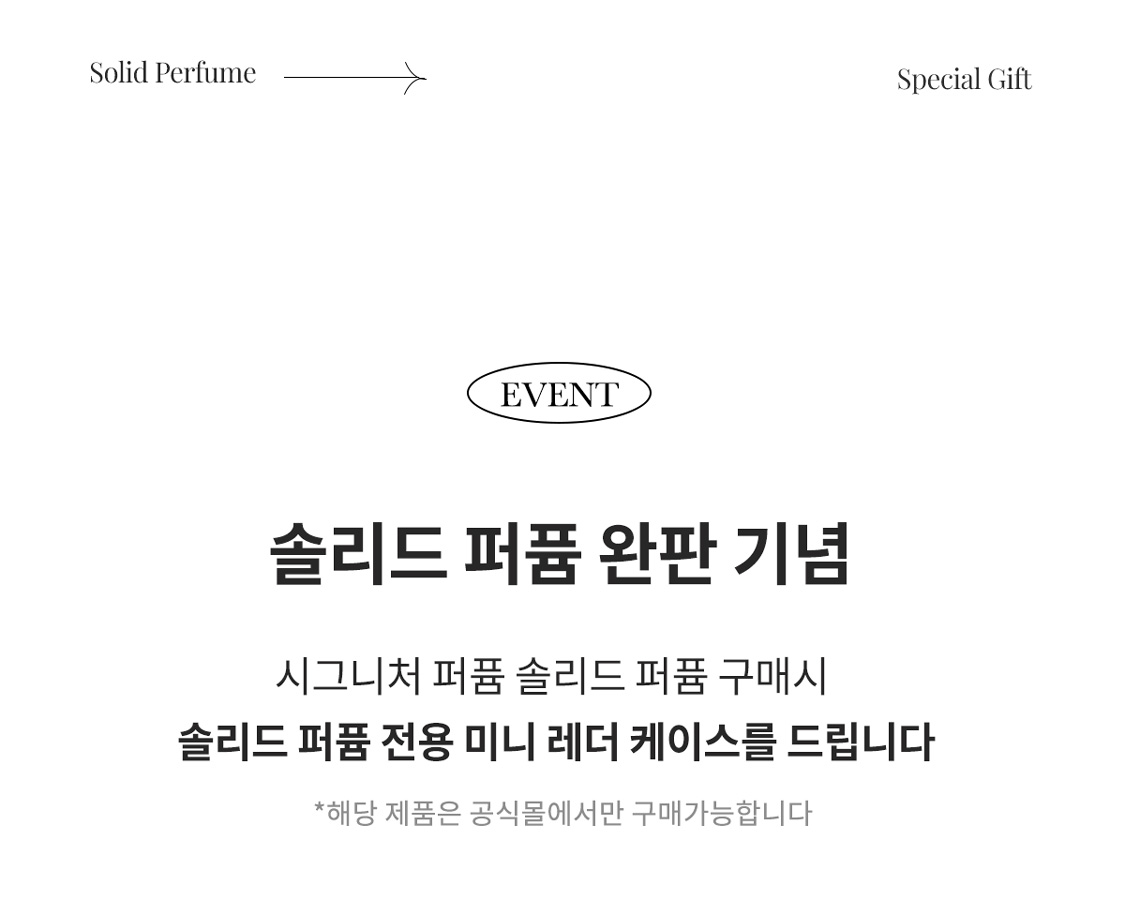 Solid Perfume
Special Gift
EVENT
솔리드 퍼퓸 완판 기념
시그니처 퍼퓸 솔리드 퍼퓸 구매시
솔리드 퍼퓸 전용 미니 레더 케이스를 드립니다
*해당 제품은 공식몰에서만 구매가능합니다